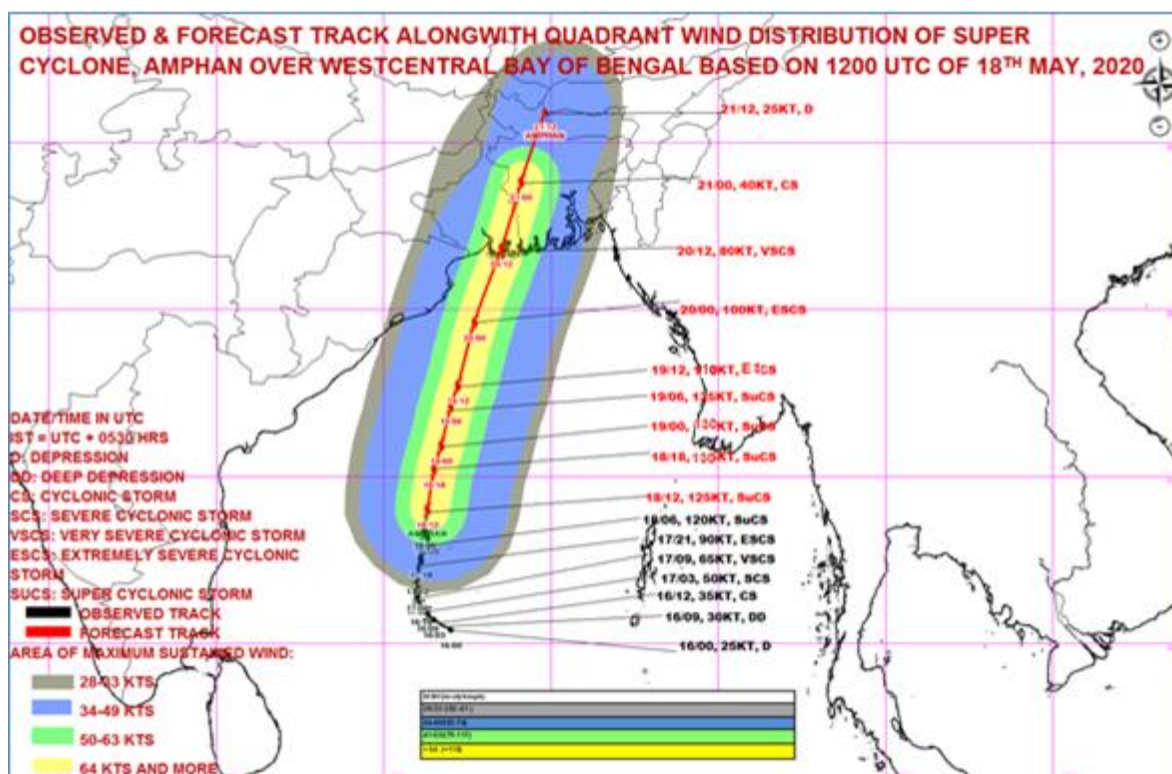 OBSERVED & FORECAST TRACK ALONGWITH QUADRANT WIND DISTRIBUTION OF SUPER
CYCLONE, AMPHAN OVER WESTCENTRAL BAY OF BENGAL BASED ON 1200 UTC OF 18TH MAY, 2020
21/12, 25KT, D
AMPHAN
21/00, 40KT, CS
20/12, 80KT, VSCS
20/00, 100KT, ESCS
19/12, 110KT, ESCS
19/06, 125KT, SuCS
19/00, 130KT, SuCS
18/18, 130KT, SuCS
18/12, 125KT, SuCS
18/06, 120KT, SuCS
17/21, 90KT, ESCS
17/09, 65KT, VSCS
17/03, 50KT, SCS
16/12, 35KT, CS
16/09, 30KT, DD
16/00, 25KT, D
AMPHAN
16/00
DATE/TIME IN UTC
IST = UTC + 0530 HRS
D: DEPRESSION
DD: DEEP DEPRESSION
CS: CYCLONIC STORM
SCS: SEVERE CYCLONIC STORM
VSCS: VERY SEVERE CYCLONIC STORM
ESCS: EXTREMELY SEVERE CYCLONIC
STORM
SUCS: SUPER CYCLONIC STORM
OBSERVED TRACK
FORECAST TRACK
AREA OF MAXIMUM SUSTAINED WIND:
28-33 KTS
34-49 KTS
50-63 KTS
64 KTS AND MORE